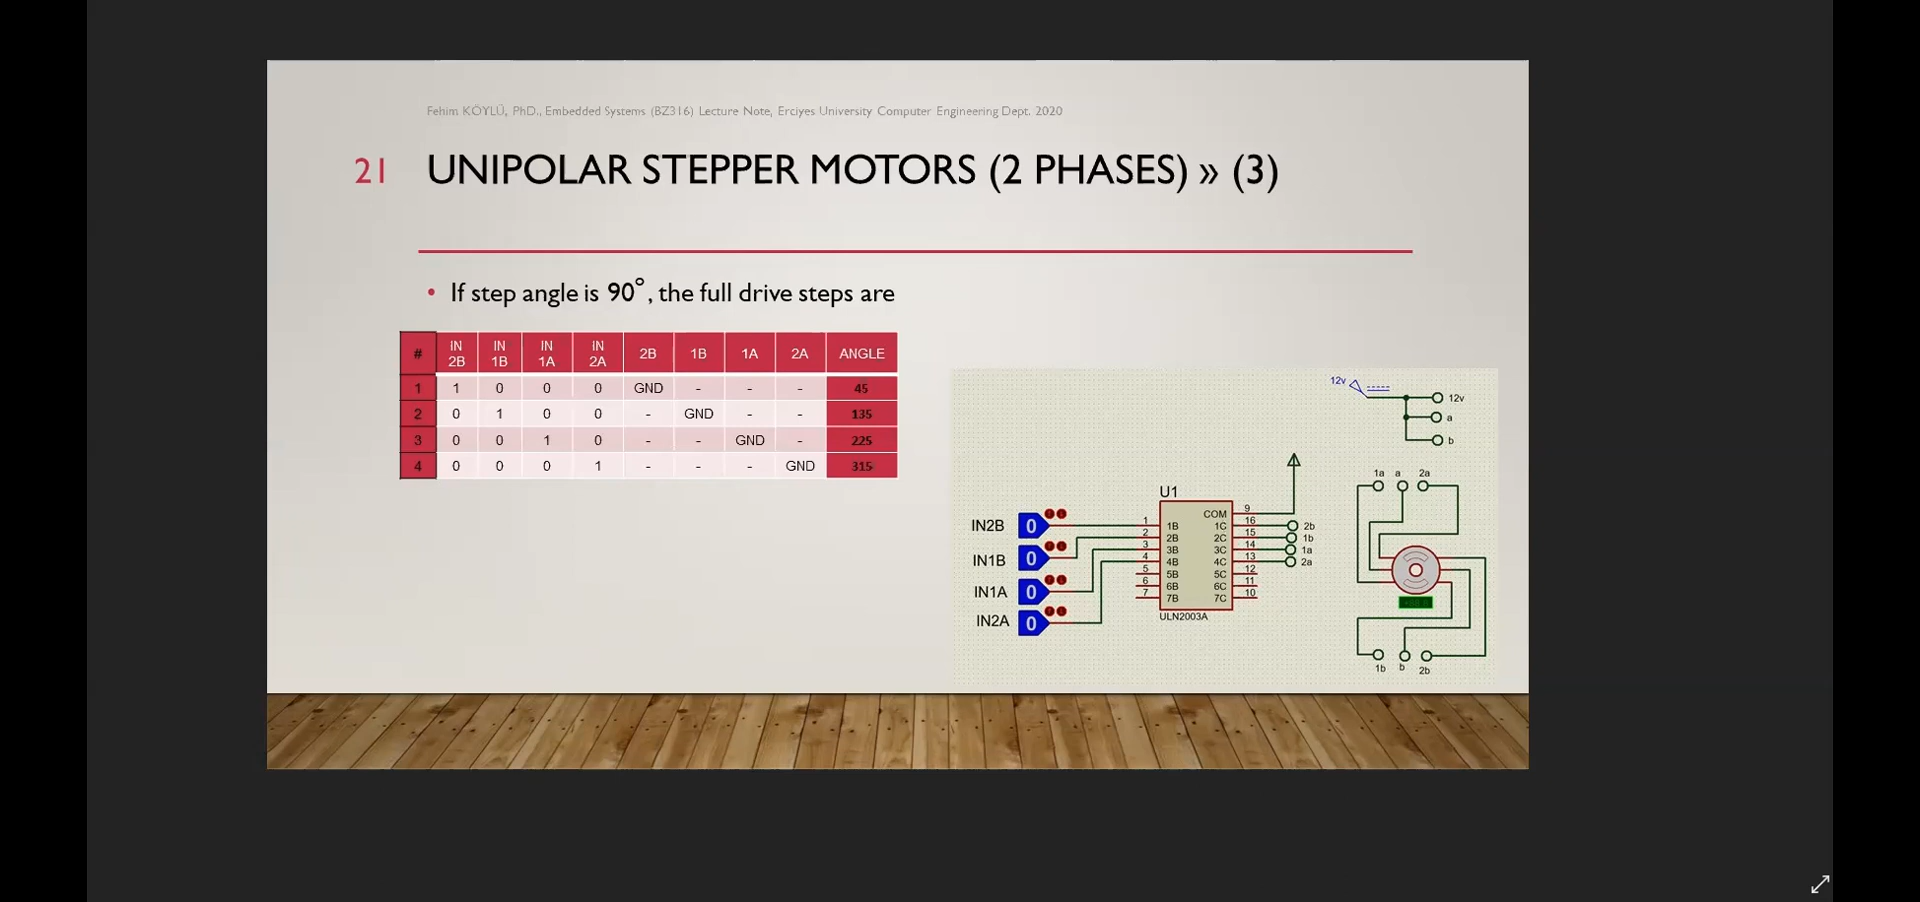 Fehim KÖYLÜ, PhD., Embedded Systems (BZ316) Lecture Note, Erciyes University Computer Engineering Dept. 2020
21 UNIPOLAR STEPPER MOTORS (2 PHASES) » (3)
• If step angle is 90°, the full drive steps are
# IN 2B IN 1B IN 1A IN 2A 2B 1B 1A 2A ANGLE
1 1 0 0 0 GND - - - 45
2 0 1 0 0 - GND - - 135
3 0 0 1 0 - - GND - 225
4 0 0 0 1 - - - GND 315
12v
12v
a
b
1a a 2a
U1
IN2B 0
IN1B 0
IN1A 0
IN2A 0
1 1B
2 2B
3 3B
4 4B
5 5B
6 6B
7 7B
COM 9
1C 16 2b
2C 15 1b
3C 14 1a
4C 13 2a
5C 12
6C 11
7C 10
ULN2003A
1b b 2b